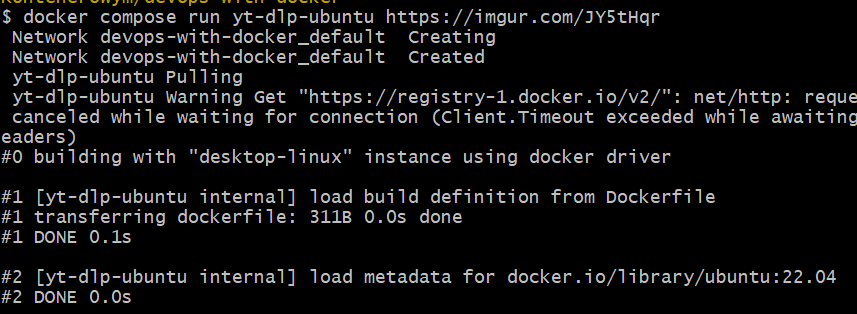 $ docker compose run yt-dlp-ubuntu https://imgur.com/JY5tHqr
Network devops-with-docker_default Creating
Network devops-with-docker_default Created
yt-dlp-ubuntu Pulling
yt-dlp-ubuntu Warning Get "https://registry-1.docker.io/v2/": net/http: reque
canceled while waiting for connection (Client.Timeout exceeded while awaiting
eaders)
#0 building with "desktop-linux" instance using docker driver
#1 [yt-dlp-ubuntu internal] load build definition from Dockerfile
#1 transferring dockerfile: 311B 0.0s done
#1 DONE 0.1s
#2 [yt-dlp-ubuntu internal] load metadata for docker.io/library/ubuntu:22.04
#2 DONE 0.0s